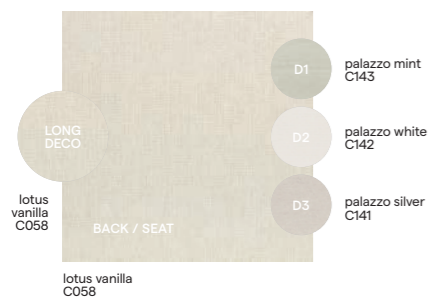 D1
palazzo mint
C143
LONG
DECO
D2
palazzo white
C142
lotus
vanilla
C058
D3
palazzo silver
C141
BACK / SEAT
lotus vanilla
C058